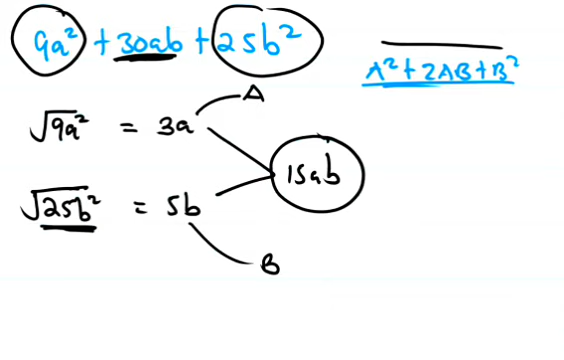 9a² + 30ab + 25b²
A² + 2AB + B²
√9a² = 3a
A
15ab
√25b² = 5b
B